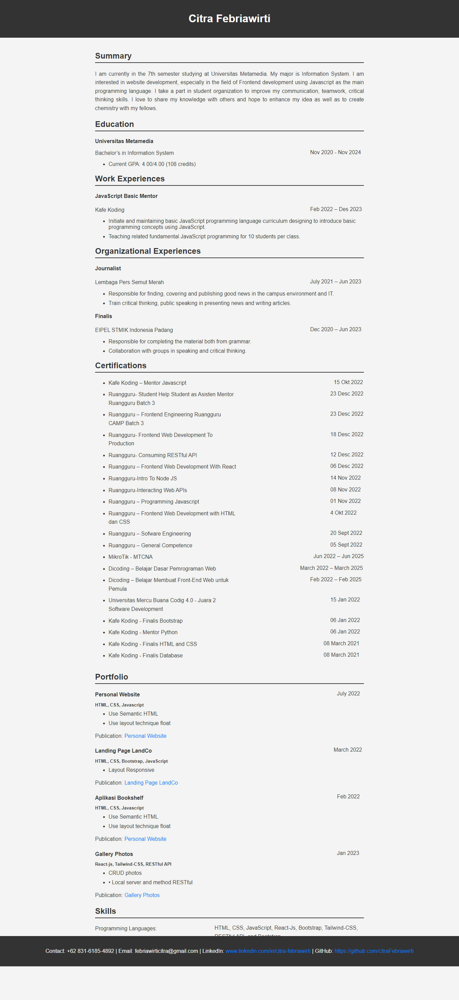 Citra Febriawirti
Summary
I am currently in the 7th semester studying at Universitas Metamedia. My major is Information System. I am
interested in website development, especially in the field of Frontend development using Javascript as the main
programming language. I take a part in student organization to improve my communication, teamwork, critical
thinking skills. I love to share my knowledge with others and hope to enhance my idea as well as to create
chemistry with my fellows.
Education
Universitas Metamedia
Bachelor’s in Information System Nov 2020 - Nov 2024
• Current GPA: 4.00/4.00 (108 credits)
Work Experiences
JavaScript Basic Mentor
Kafe Koding Feb 2022 – Des 2023
• Initiate and maintaining basic JavaScript programming language curriculum designing to introduce basic
programming concepts using JavaScript.
• Teaching related fundamental JavaScript programming for 10 students per class.
Organizational Experiences
Journalist
Lembaga Pers Semut Merah July 2021 – Jun 2023
• Responsible for finding, covering and publishing good news in the campus environment and IT.
• Train critical thinking, public speaking in presenting news and writing articles.
Finalis
EIPEL STMIK Indonesia Padang Dec 2020 – Jun 2023
• Responsible for completing the material both from grammar.
• Collaboration with groups in speaking and critical thinking.
Certifications
• Kafe Koding – Mentor Javascript 15 Okt 2022
• Ruangguru- Student Help Student as Asisten Mentor 23 Desc 2022
Ruangguru Batch 3
• Ruangguru – Frontend Engineering Ruangguru 23 Desc 2022
CAMP Batch 3
• Ruangguru- Frontend Web Development To 18 Desc 2022
Production
• Ruangguru- Consuming RESTful API 12 Desc 2022
• Ruangguru – Frontend Web Development With React 06 Desc 2022
• Ruangguru-Intro To Node JS 14 Nov 2022
• Ruangguru-Interacting Web APIs 08 Nov 2022
• Ruangguru – Programming Javascript 01 Nov 2022
• Ruangguru – Frontend Web Development with HTML 4 Okt 2022
dan CSS
• Ruangguru – Sofware Engineering 20 Sept 2022
• Ruangguru – General Competence 05 Sept 2022
• MikroTik - MTCNA Jun 2022 – Jun 2025
• Dicoding – Belajar Dasar Pemrograman Web March 2022 – March 2025
• Dicoding – Belajar Membuat Front-End Web untuk Feb 2022 – Feb 2025
Pemula
• Universitas Mercu Buana Codig 4.0 - Juara 2 15 Jan 2022
Software Development
• Kafe Koding - Finalis Bootstrap 06 Jan 2022
• Kafe Koding - Mentor Python 06 Jan 2022
• Kafe Koding - Finalis HTML and CSS 08 March 2021
• Kafe Koding - Finalis Database 08 March 2021
Portfolio
Personal Website July 2022
HTML, CSS, Javascript
• Use Semantic HTML
• Use layout technique float
Publication: Personal Website
Landing Page LandCo March 2022
HTML, CSS, Bootstrap, JavaScript
• Layout Responsive
Publication: Landing Page LandCo
Aplikasi Bookshelf Feb 2022
HTML, CSS, Javascript
• Use Semantic HTML
• Use layout technique float
Publication: Personal Website
Gallery Photos Jan 2023
React-js, Tailwind-CSS, RESTful API
• CRUD photos
• • Local server and method RESTful
Publication: Gallery Photos
Skills
Programming Languages: HTML, CSS, JavaScript, React-Js, Bootstrap, Tailwind-CSS,
RESTful API, and Bootstrap
Contact: +62 831-6185-4892 | Email: febriawirticitra@gmail.com | LinkedIn: www.linkedin.com/in/citra-febriawirti | GitHub: https://github.com/citraFebriawirti